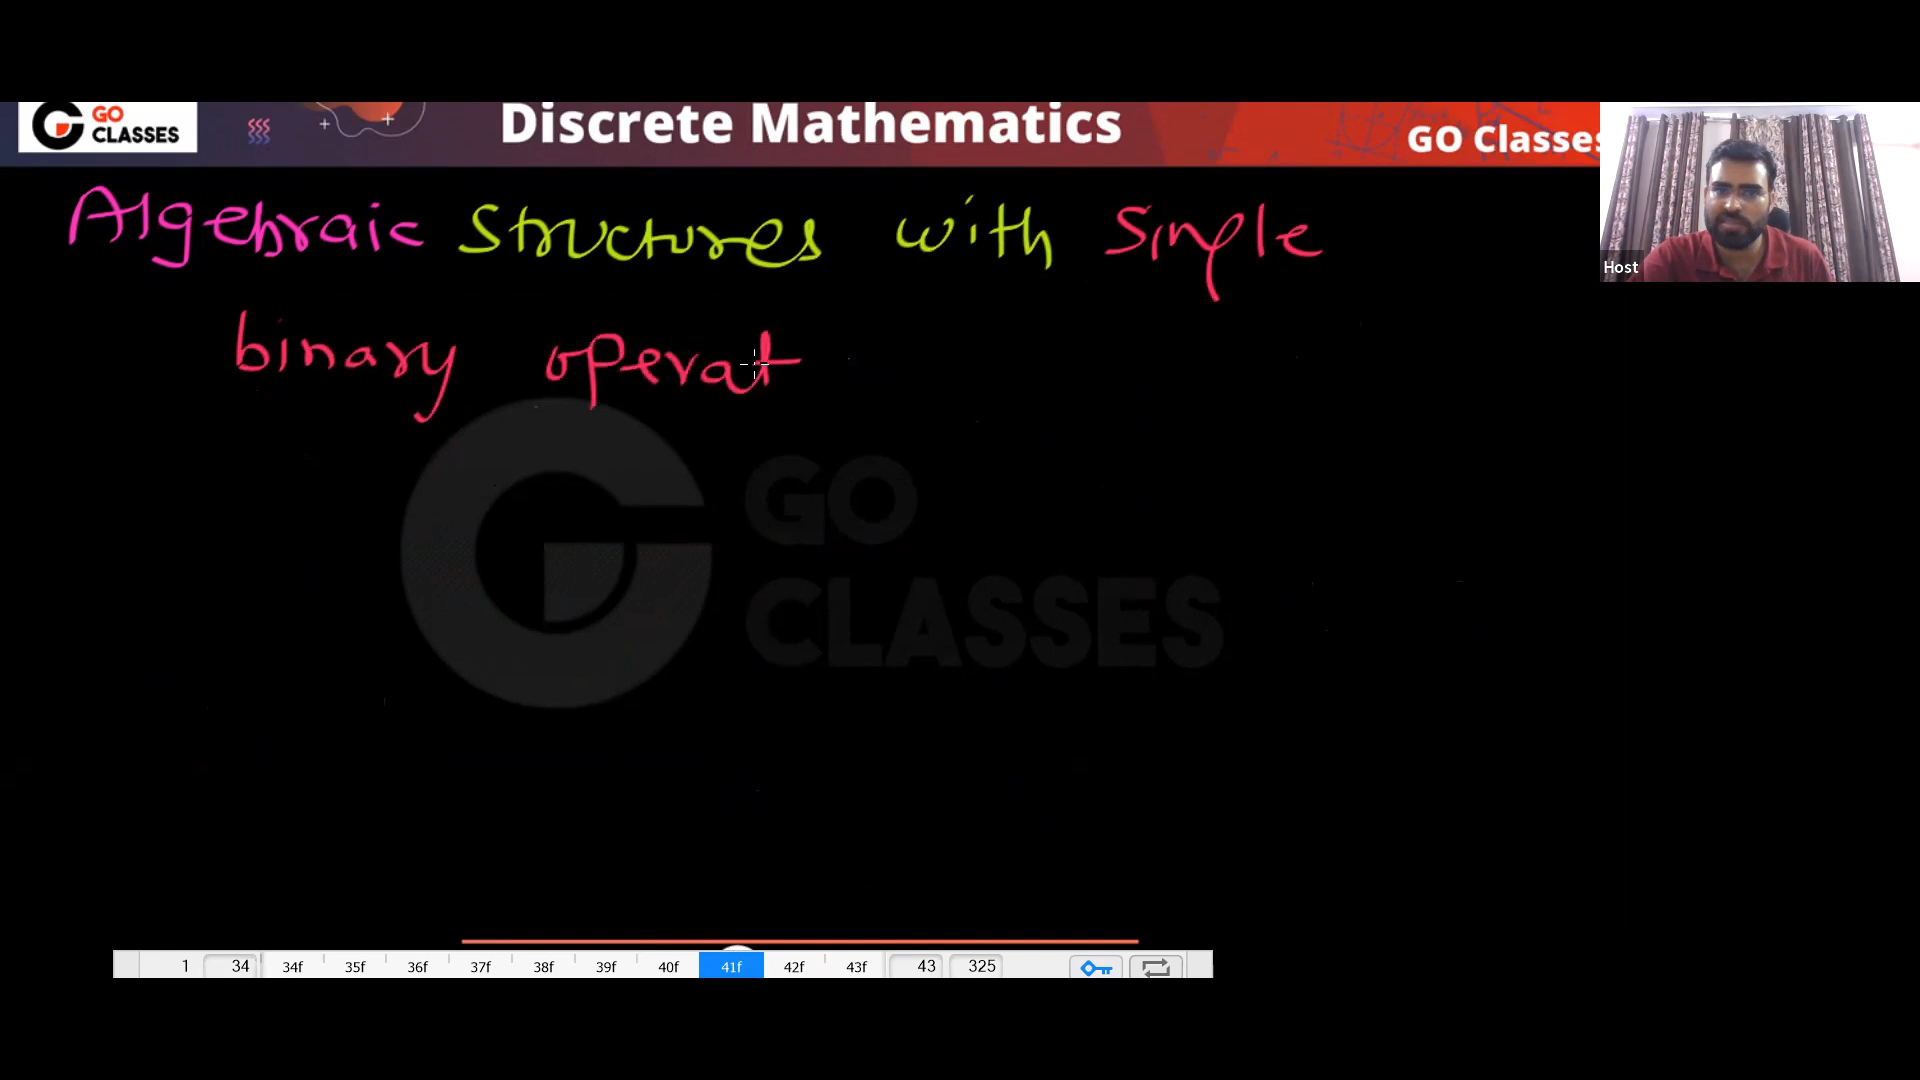 GO
CLASSES
Discrete Mathematics
GO Classes
Host
Algebraic Structures with Single
binary operat
GO
CLASSES
1 34 34f 35f 36f 37f 38f 39f 40f 41f 42f 43f 43 325